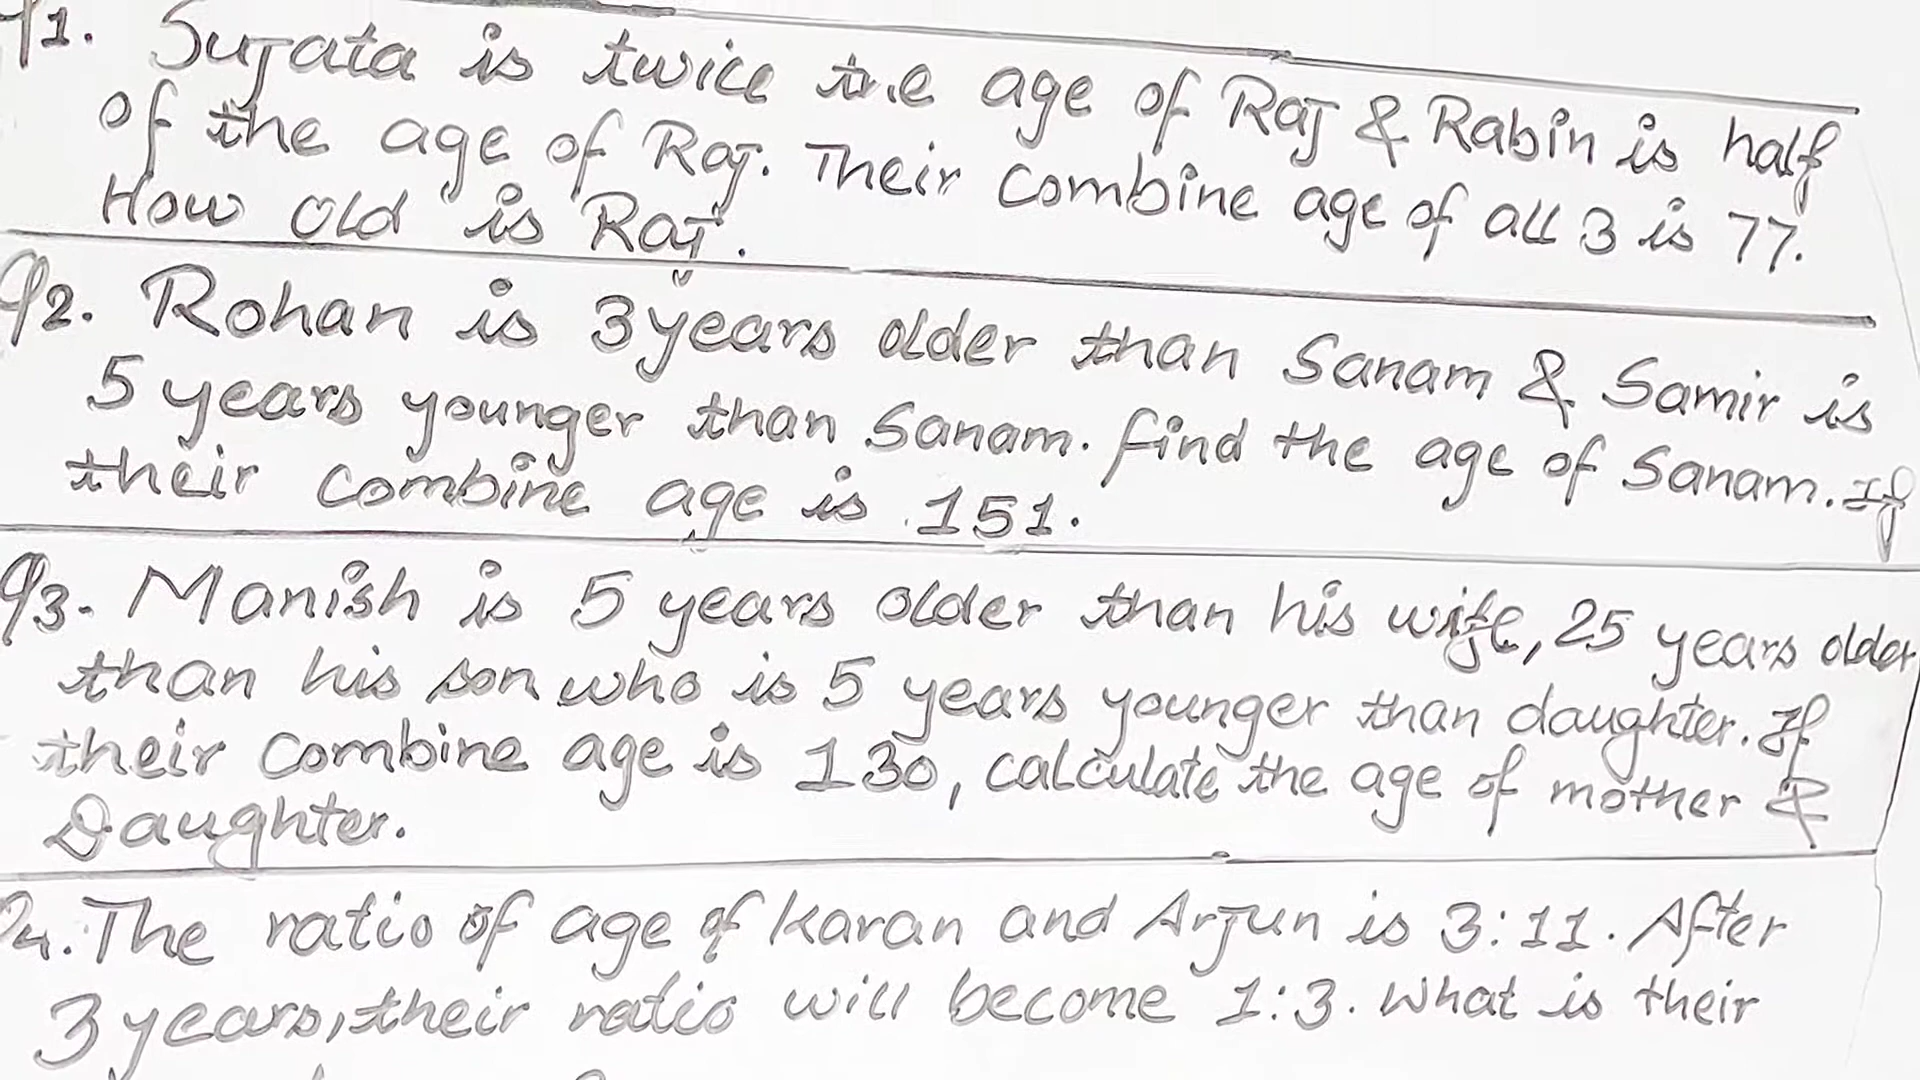 Q1. Sujata is twice the age of Raj & Rabin is half
of the age of Raj. Their combine age of all 3 is 77.
How old is Raj.
Q2. Rohan is 3 years older than Sanam & Samir is
5 years younger than Sanam. find the age of Sanam. If
their combine age is 151.
Q3. Manish is 5 years older than his wife, 25 years older
than his son who is 5 years younger than daughter. If
their combine age is 130, calculate the age of mother &
Daughter.
Q4. The ratio of age of Karan and Arjun is 3:11. After
3 years, their ratio will become 1:3. What is their